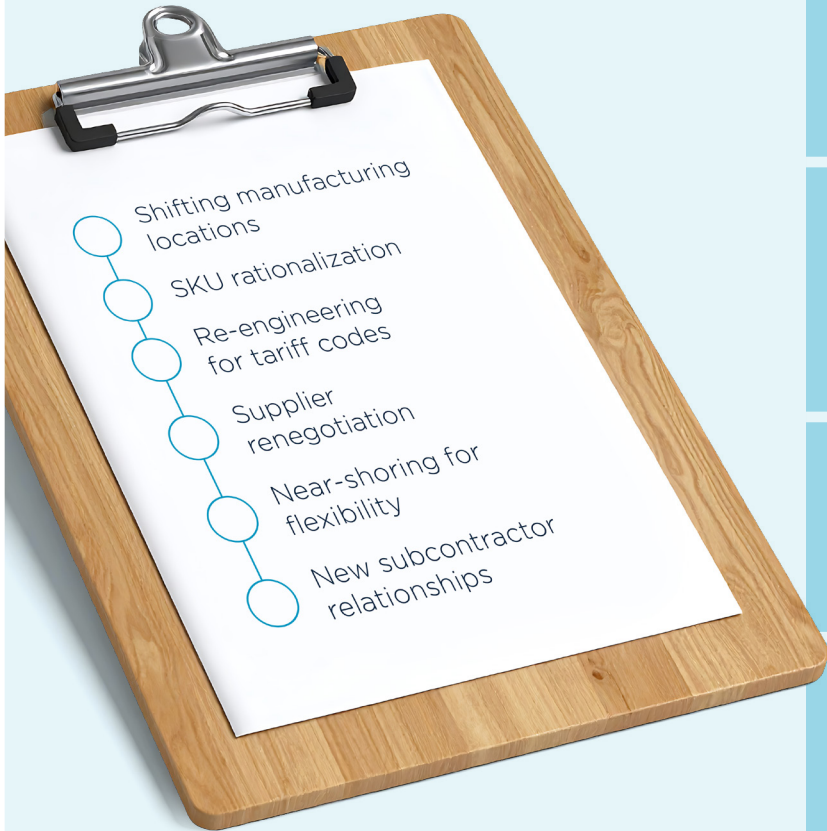 Shifting manufacturing
locations
SKU rationalization
Re-engineering
for tariff codes
Supplier
renegotiation
Near-shoring for
flexibility
New subcontractor
relationships